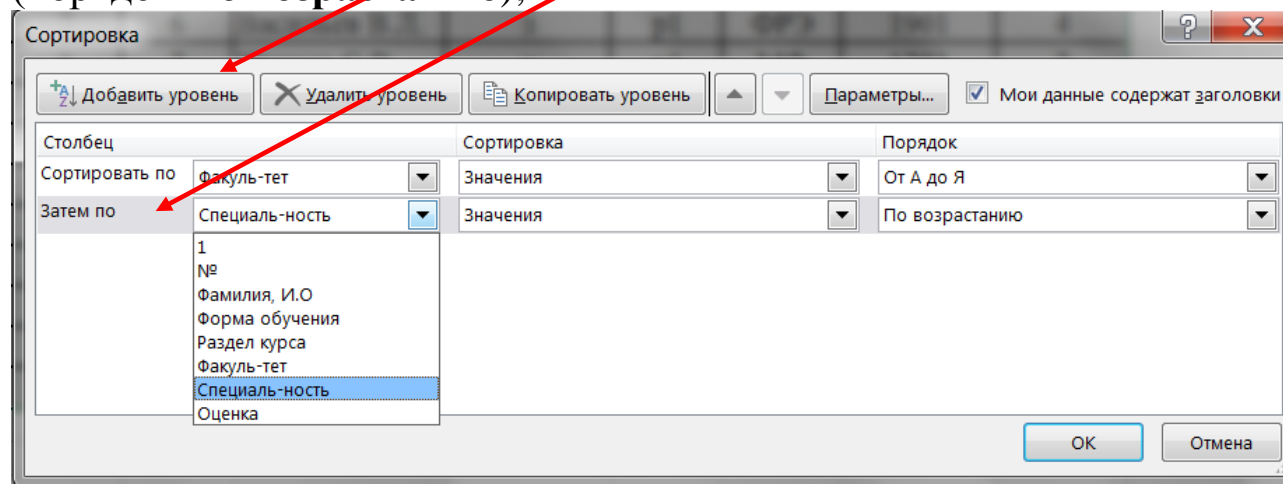 Сортировка
Добавить уровень Удалить уровень Копировать уровень Параметры... Мои данные содержат заголовки
Столбец Сортировка Порядок
Сортировать по Факуль-тет Значения От А до Я
Затем по Специаль-ность Значения По возрастанию
1
№
Фамилия, И.О
Форма обучения
Раздел курса
Факуль-тет
Специаль-ность
Оценка
ОК Отмена